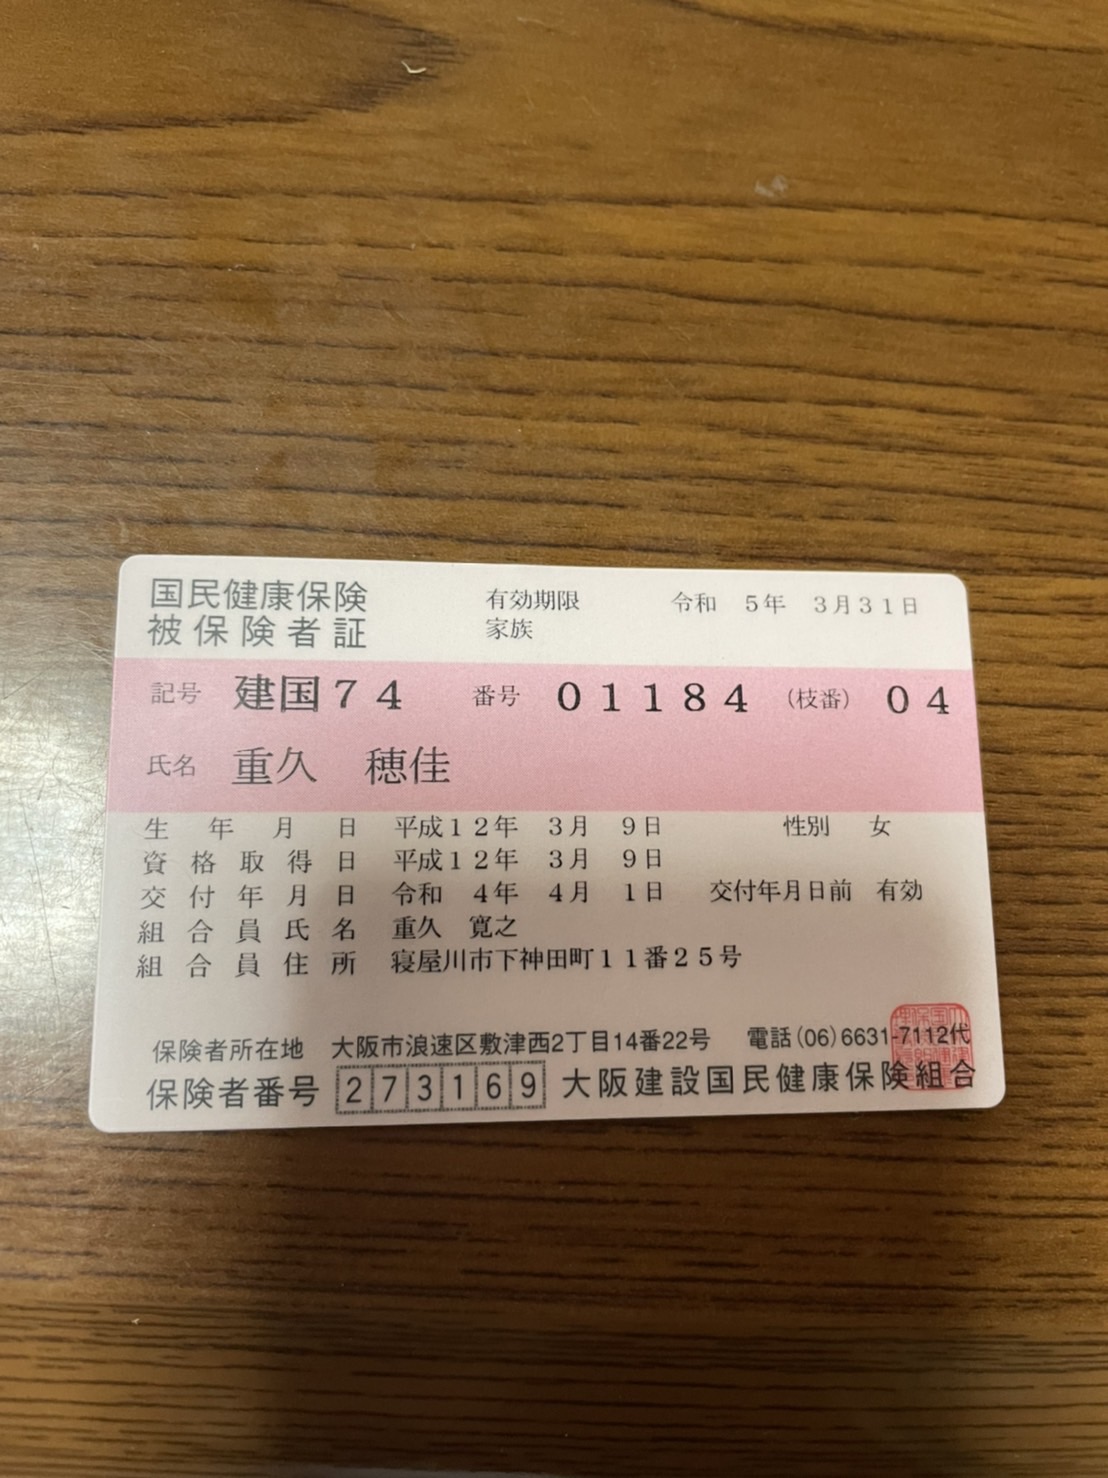 国民健康保険
被保険者証
有効期限 令和 5年 3月31日
家族
記号 建国74 番号 01184 (枝番) 04
氏名 重久 穂佳
生年月日 平成12年 3月 9日 性別 女
資格取得日 平成12年 3月 9日
交付年月日 令和 4年 4月 1日 交付年月日前 有効
組合員氏名 重久 寛之
組合員住所 寝屋川市下神田町11番25号
保険者所在地 大阪市浪速区敷津西2丁目14番22号 電話(06)6631-7112代
保険者番号 273169 大阪建設国民健康保険組合